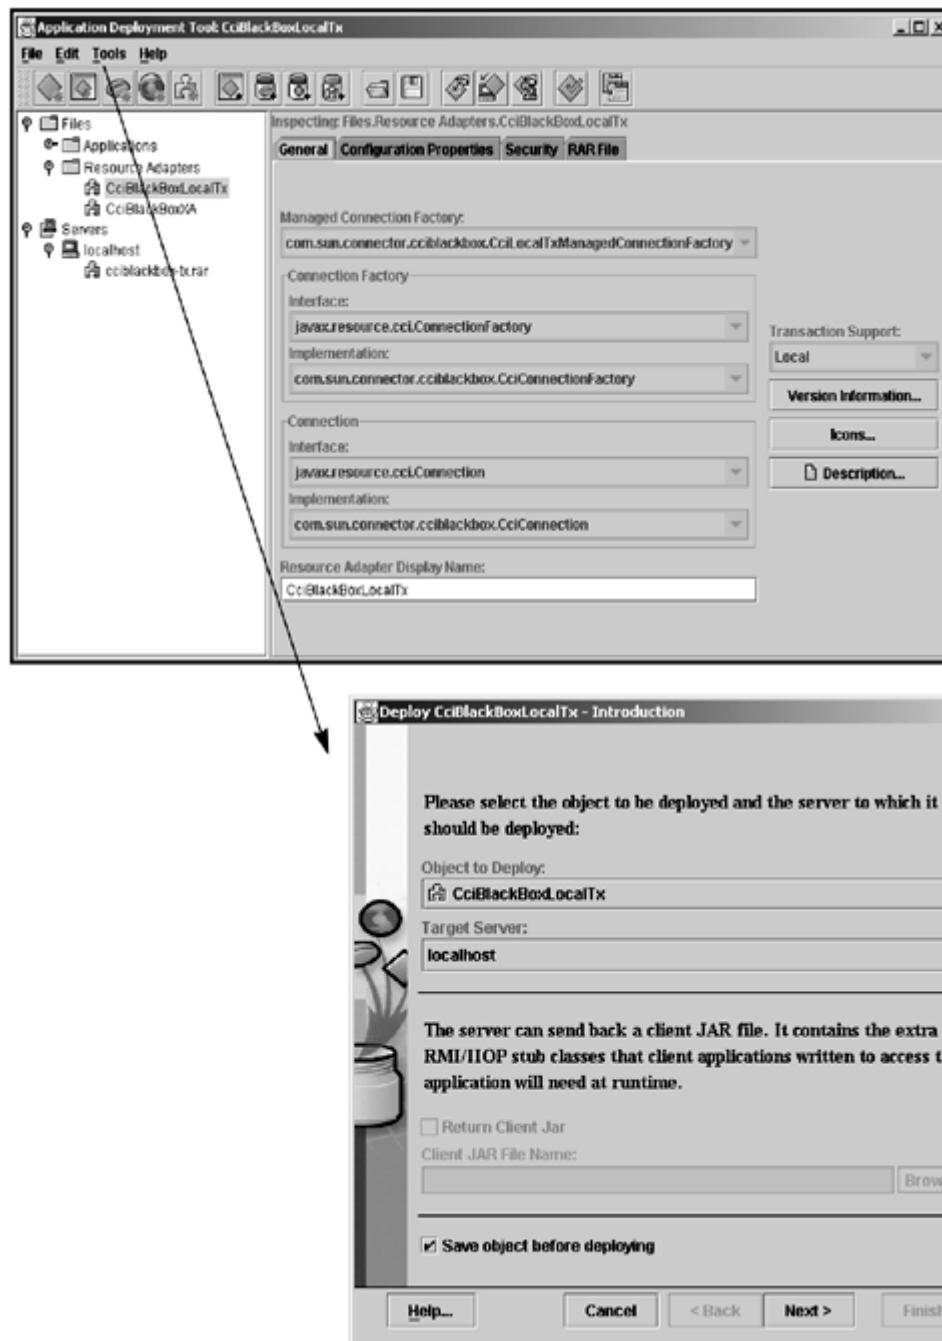 Application Deployment Tool: CciBlackBoxLocalTx
File Edit Tools Help
Files
Applications
Resource Adapters
CciBlackBoxLocalTx
CciBlackBoxXA
Servers
localhost
cciblackbox-tx.rar
Inspecting: Files.Resource Adapters.CciBlackBoxLocalTx
General Configuration Properties Security RAR File
Managed Connection Factory:
com.sun.connector.cciblackbox.CciLocalTxManagedConnectionFactory
Connection Factory
Interface:
javax.resource.cci.ConnectionFactory
Implementation:
com.sun.connector.cciblackbox.CciConnectionFactory
Connection
Interface:
javax.resource.cci.Connection
Implementation:
com.sun.connector.cciblackbox.CciConnection
Resource Adapter Display Name:
CciBlackBoxLocalTx
Transaction Support:
Local
Version Information...
Icons...
Description...
Deploy CciBlackBoxLocalTx - Introduction
Please select the object to be deployed and the server to which it
should be deployed:
Object to Deploy:
CciBlackBoxLocalTx
Target Server:
localhost
The server can send back a client JAR file. It contains the extra
RMI/IIOP stub classes that client applications written to access t
application will need at runtime.
Return Client Jar
Client JAR File Name:
Brow
Save object before deploying
Help... Cancel < Back Next > Finish